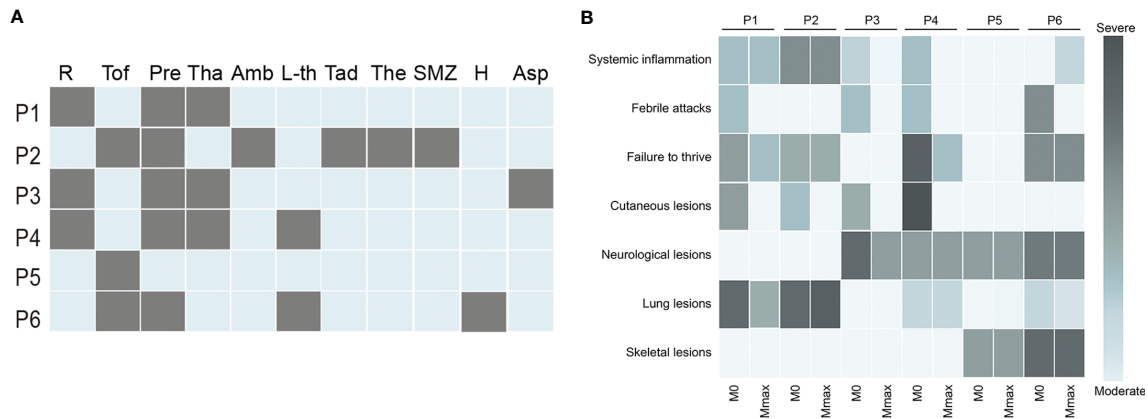 A
R Tof Pre Tha Amb L-th Tad The SMZ H Asp
P1
P2
P3
P4
P5
P6
B
P1 P2 P3 P4 P5 P6
Systemic inflammation
Febrile attacks
Failure to thrive
Cutaneous lesions
Neurological lesions
Lung lesions
Skeletal lesions
M0 Mmax M0 Mmax M0 Mmax M0 Mmax M0 Mmax M0 Mmax
Severe
Moderate